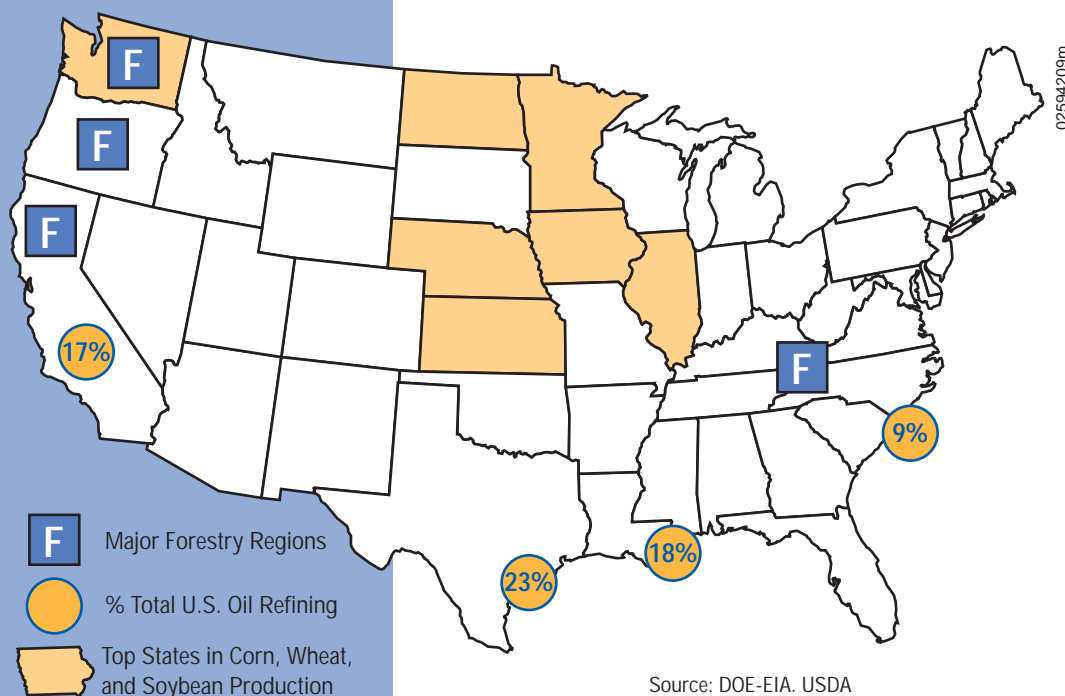 F
F
F
17%
F
9%
18%
23%
F Major Forestry Regions
% Total U.S. Oil Refining
Top States in Corn, Wheat,
and Soybean Production
Source: DOE-EIA. USDA
02594209m